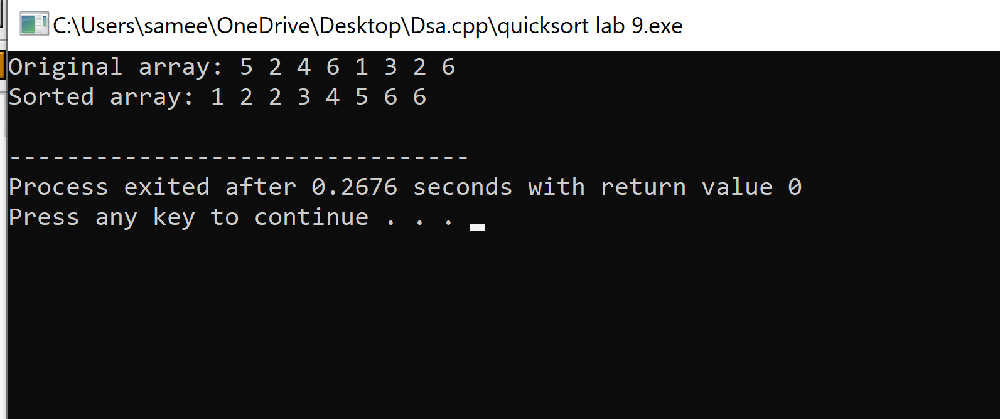 C:\Users\samee\OneDrive\Desktop\Dsa.cpp\quicksort lab 9.exe
Original array: 5 2 4 6 1 3 2 6
Sorted array: 1 2 2 3 4 5 6 6
--------------------------------
Process exited after 0.2676 seconds with return value 0
Press any key to continue . . .